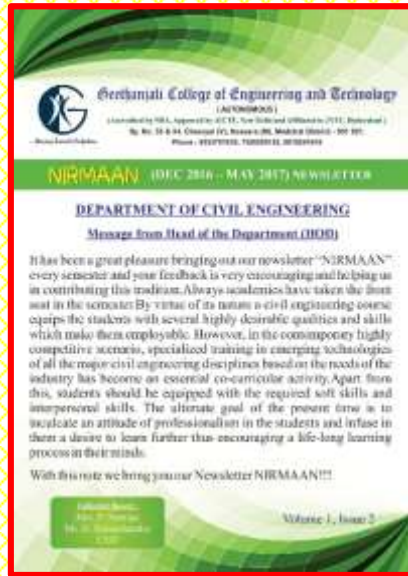 Geethanjali College of Engineering and Technology
(AUTONOMOUS)
NIRMAAN (DEC 2016 – MAY 2017) NEWSLETTER
DEPARTMENT OF CIVIL ENGINEERING
Message from Head of the Department (HOD)
It has been a great pleasure bringing out our newsletter "NIRMAAN"
every semester and your feedback is very encouraging and helping us
in contributing this tradition. Always academics have taken the front
seat in the semester. By virtue of its nature a civil engineering course
equips the students with several highly desirable qualities and skills
which make them employable. However, in the contemporary highly
competitive scenario, specialized training in emerging technologies
of all the major civil engineering disciplines based on the needs of the
industry has become an essential co-curricular activity. Apart from
this, students should be equipped with the required soft skills and
interpersonal skills. The ultimate goal of the present time is to
inculcate an attitude of professionalism in the students and infuse in
them a desire to learn further thus encouraging a life-long learning
process in their minds.
With this note we bring you our Newsletter NIRMAAN!!!
Volume 1, Issue 2